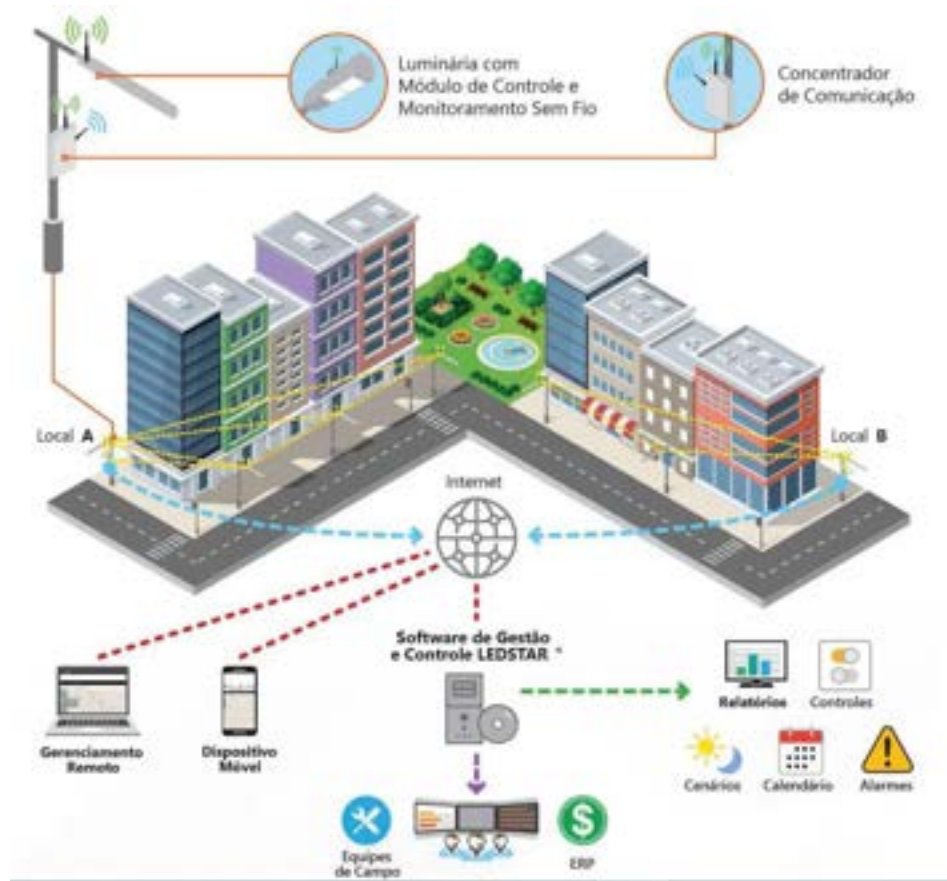 Luminária com
Módulo de Controle e
Monitoramento Sem Fio
Concentrador
de Comunicação
Local A
Local B
Internet
Software de Gestão
e Controle LEDSTAR
Relatórios
Controles
Gerenciamento
Remoto
Dispositivo
Móvel
Cenários
Calendário
Alarmes
Equipes
de Campo
$
ERP